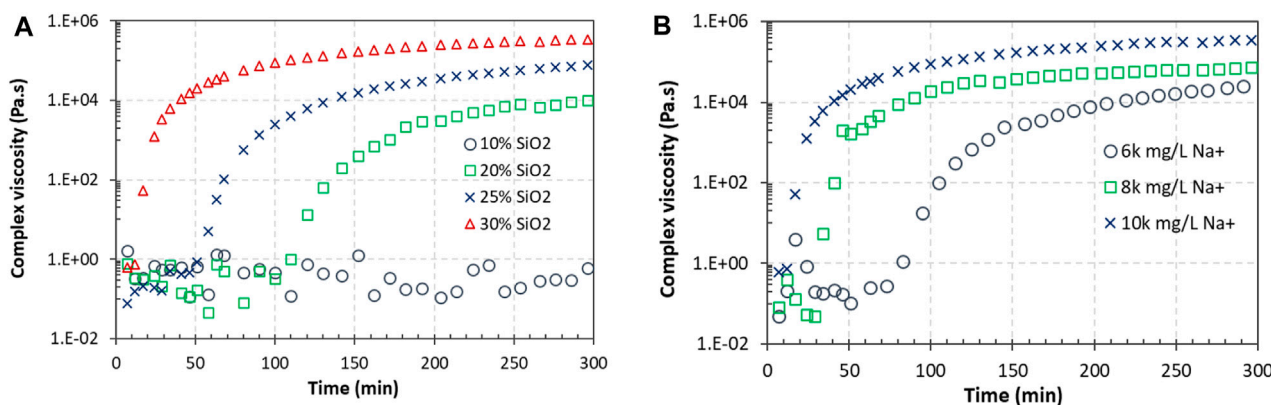 A
Complex viscosity (Pa.s)
1.E+06
1.E+04
1.E+02
1.E+00
1.E-02
10% SiO2
20% SiO2
25% SiO2
30% SiO2
0 50 100 150 200 250 300
Time (min)
B
Complex viscosity (Pa.s)
1.E+06
1.E+04
1.E+02
1.E+00
1.E-02
6k mg/L Na+
8k mg/L Na+
10k mg/L Na+
0 50 100 150 200 250 300
Time (min)